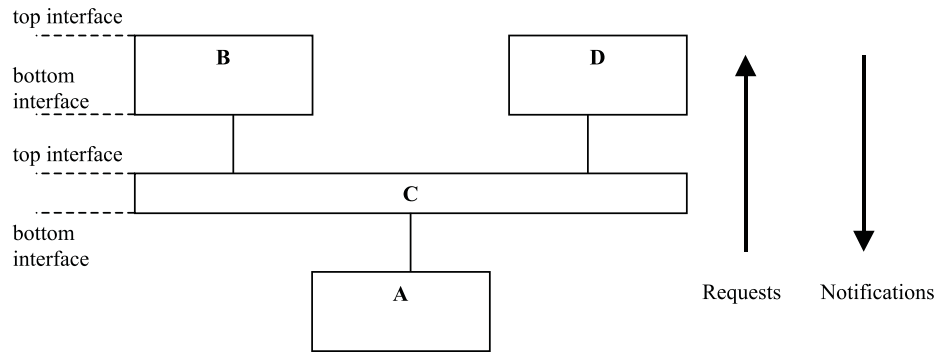 top interface
B
D
bottom
interface
top interface
C
bottom
interface
A
Requests
Notifications